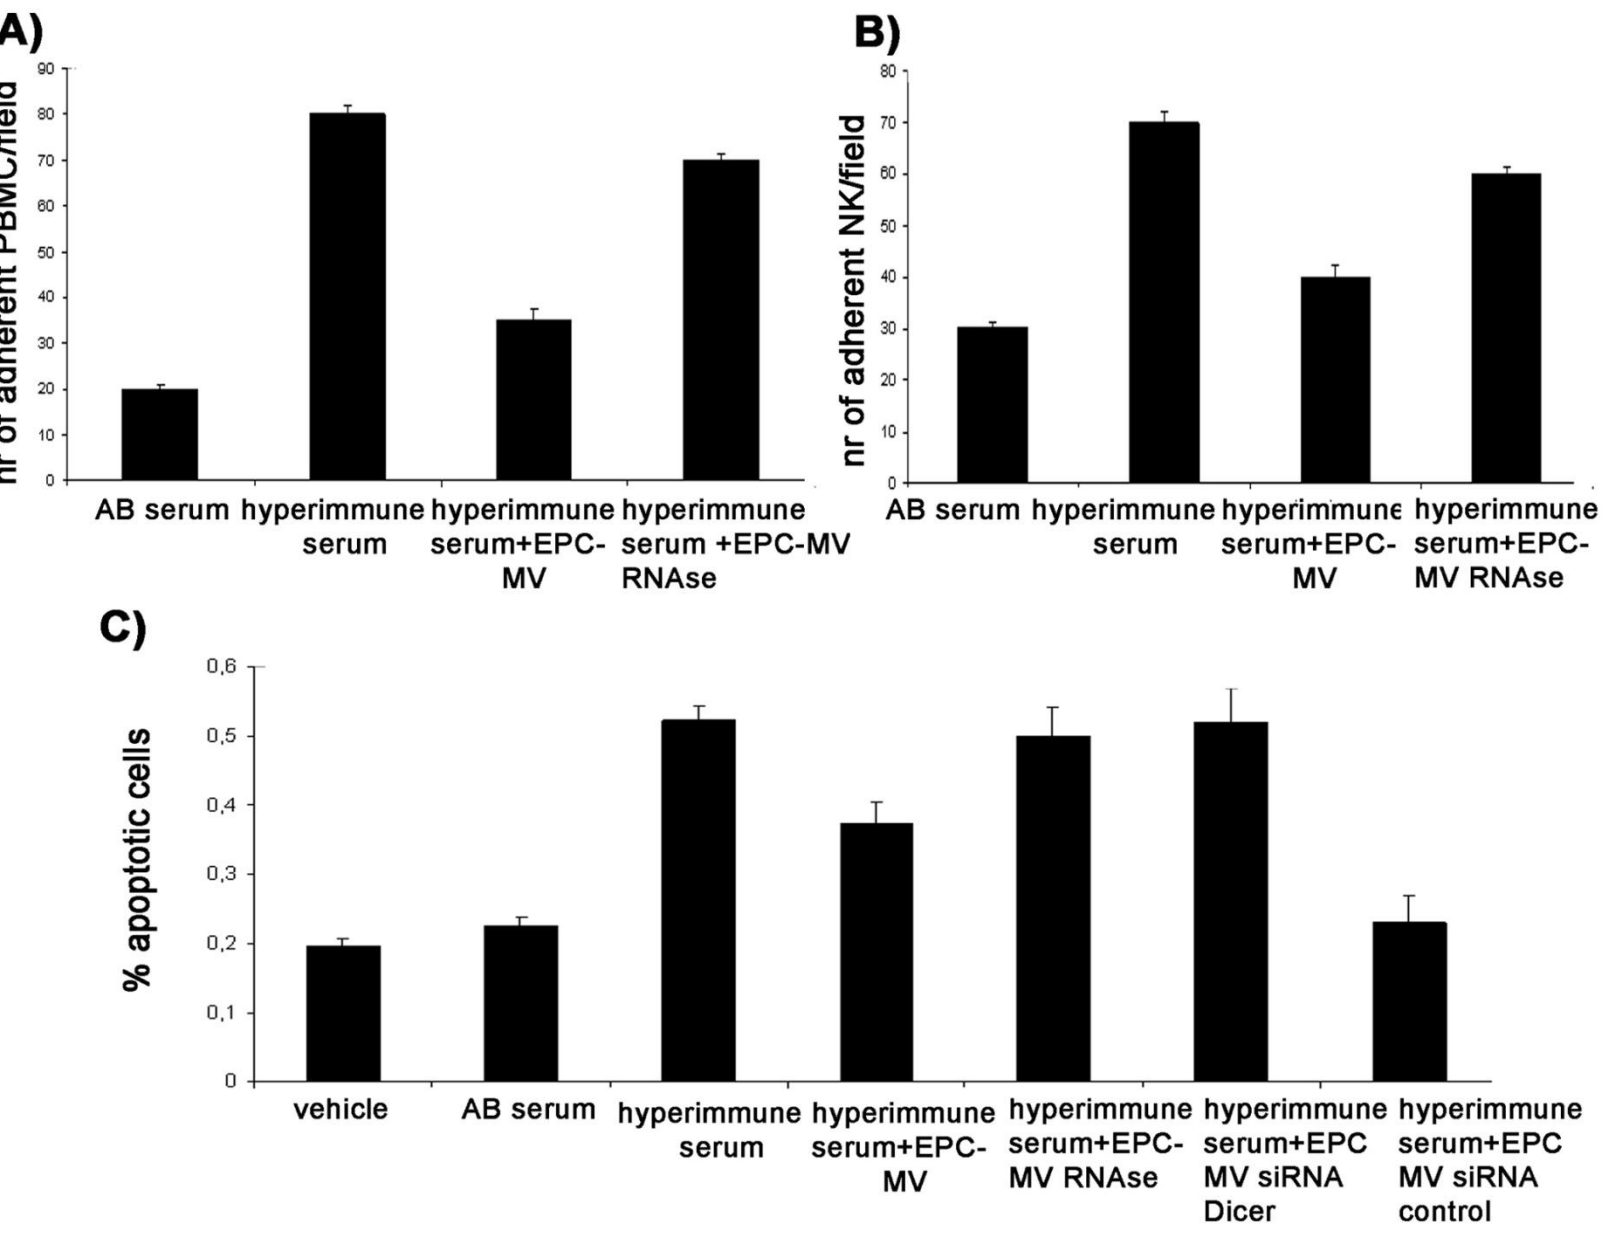 A)
nr of adherent PBMC/field
90
80
70
60
50
40
30
20
10
0
AB serum
hyperimmune
serum
hyperimmune
serum+EPC-
MV
hyperimmune
serum +EPC-MV
RNAse
B)
nr of adherent NK/field
80
70
60
50
40
30
20
10
0
AB serum
hyperimmune
serum
hyperimmune
serum+EPC-
MV
hyperimmune
serum+EPC-
MV RNAse
C)
% apoptotic cells
0,6
0,5
0,4
0,3
0,2
0,1
0
vehicle
AB serum
hyperimmune
serum
hyperimmune
serum+EPC-
MV
hyperimmune
serum+EPC-
MV RNAse
hyperimmune
serum+EPC
MV siRNA
Dicer
hyperimmune
serum+EPC
MV siRNA
control